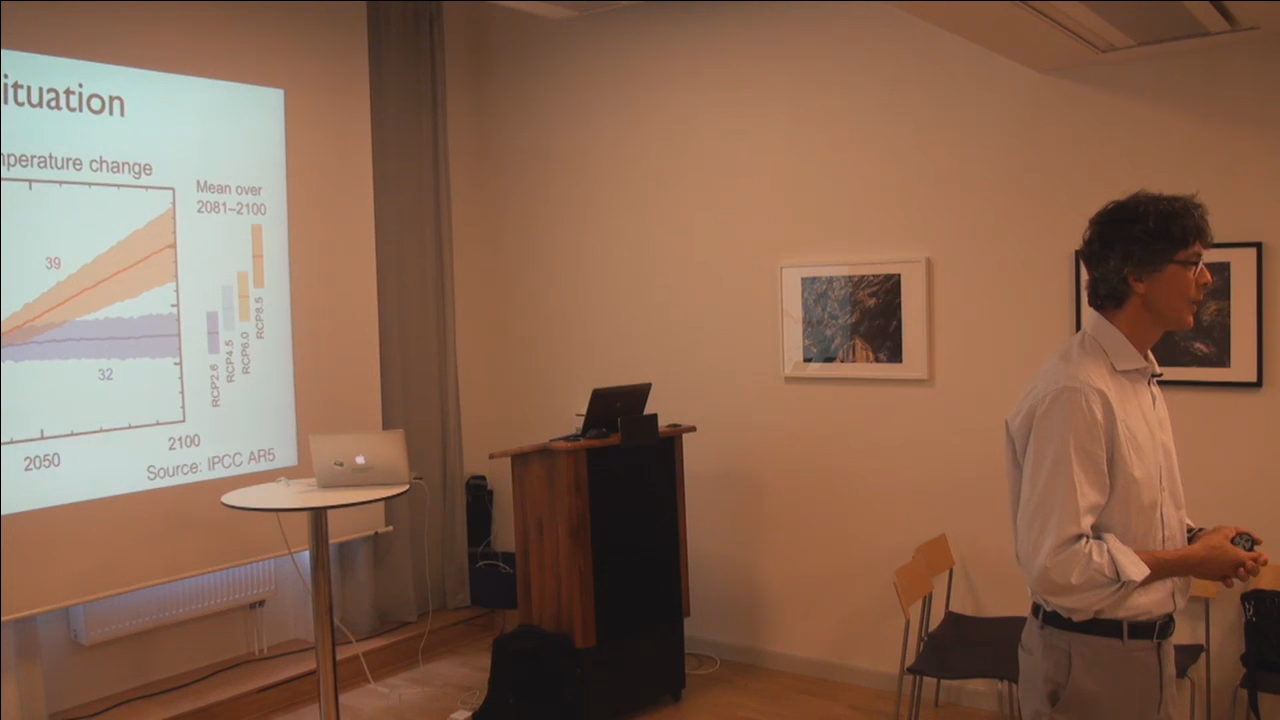 ituation
mperature change
Mean over
2081–2100
39
32
RCP2.6
RCP4.5
RCP6.0
RCP8.5
2050
2100
Source: IPCC AR5